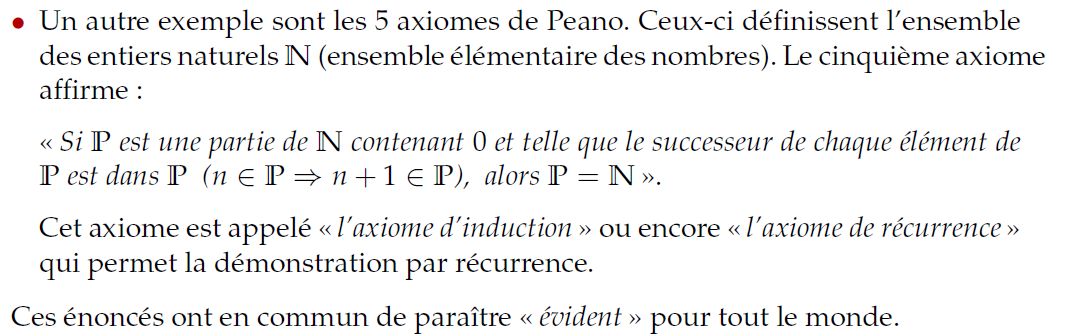 • Un autre exemple sont les 5 axiomes de Peano. Ceux-ci définissent l'ensemble
des entiers naturels ℕ (ensemble élémentaire des nombres). Le cinquième axiome
affirme :
« Si ℙ est une partie de ℕ contenant 0 et telle que le successeur de chaque élément de
ℙ est dans ℙ (n ∈ ℙ ⇒ n + 1 ∈ ℙ), alors ℙ = ℕ ».
Cet axiome est appelé « l'axiome d'induction » ou encore « l'axiome de récurrence »
qui permet la démonstration par récurrence.
Ces énoncés ont en commun de paraître « évident » pour tout le monde.